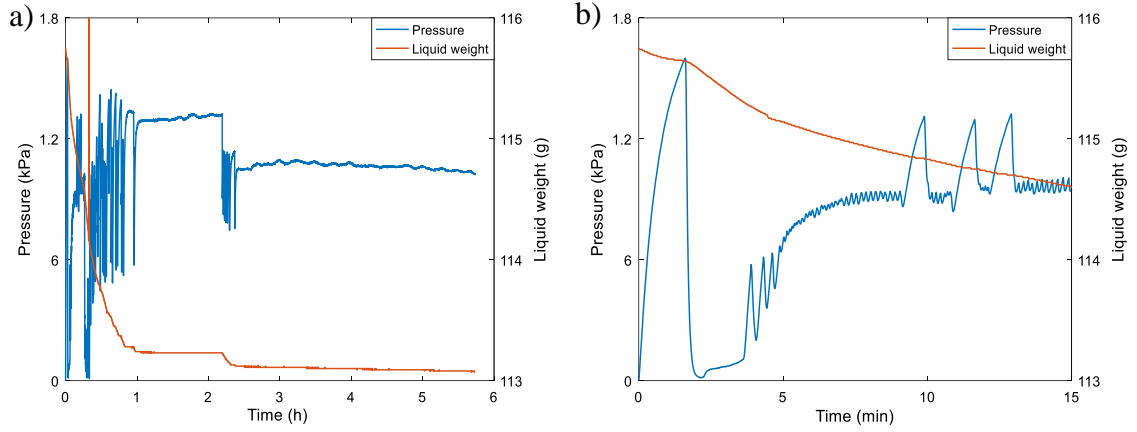 a)
1.8
1.2
6
0
Pressure (kPa)
Pressure
Liquid weight
116
115
114
113
Liquid weight (g)
0 1 2 3 4 5 6
Time (h)
b)
1.8
1.2
6
0
Pressure (kPa)
Pressure
Liquid weight
116
115
114
113
Liquid weight (g)
0 5 10 15
Time (min)